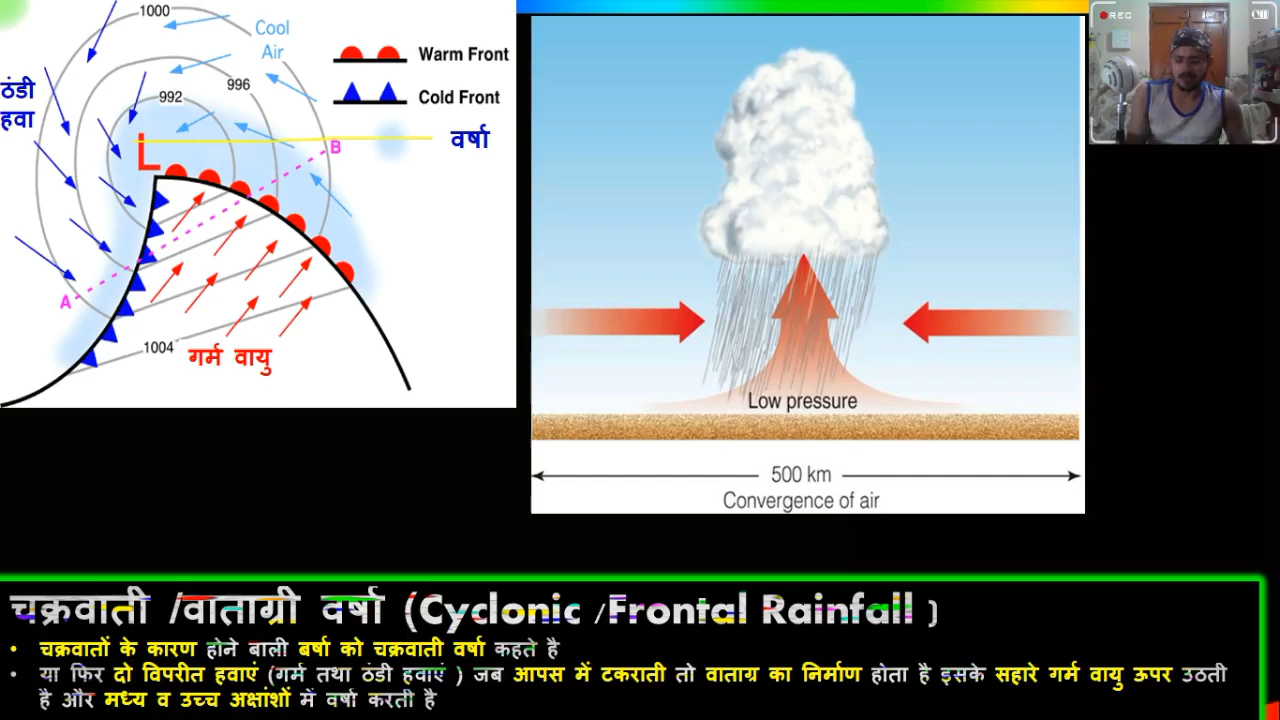 1000
Cool
Air
996
992
ठंडी
हवा
L
B
A
1004
गर्म वायु
Warm Front
Cold Front
वर्षा
REC
Low pressure
500 km
Convergence of air
चक्रवाती /वाताग्री वर्षा (Cyclonic /Frontal Rainfall )
• चक्रवातों के कारण होने बाली बर्षा को चक्रवाती वर्षा कहते है
• या फिर दो विपरीत हवाएं (गर्म तथा ठंडी हवाएं ) जब आपस में टकराती तो वाताग्र का निर्माण होता है इसके सहारे गर्म वायु ऊपर उठती
है और मध्य व उच्च अक्षांशों में वर्षा करती है